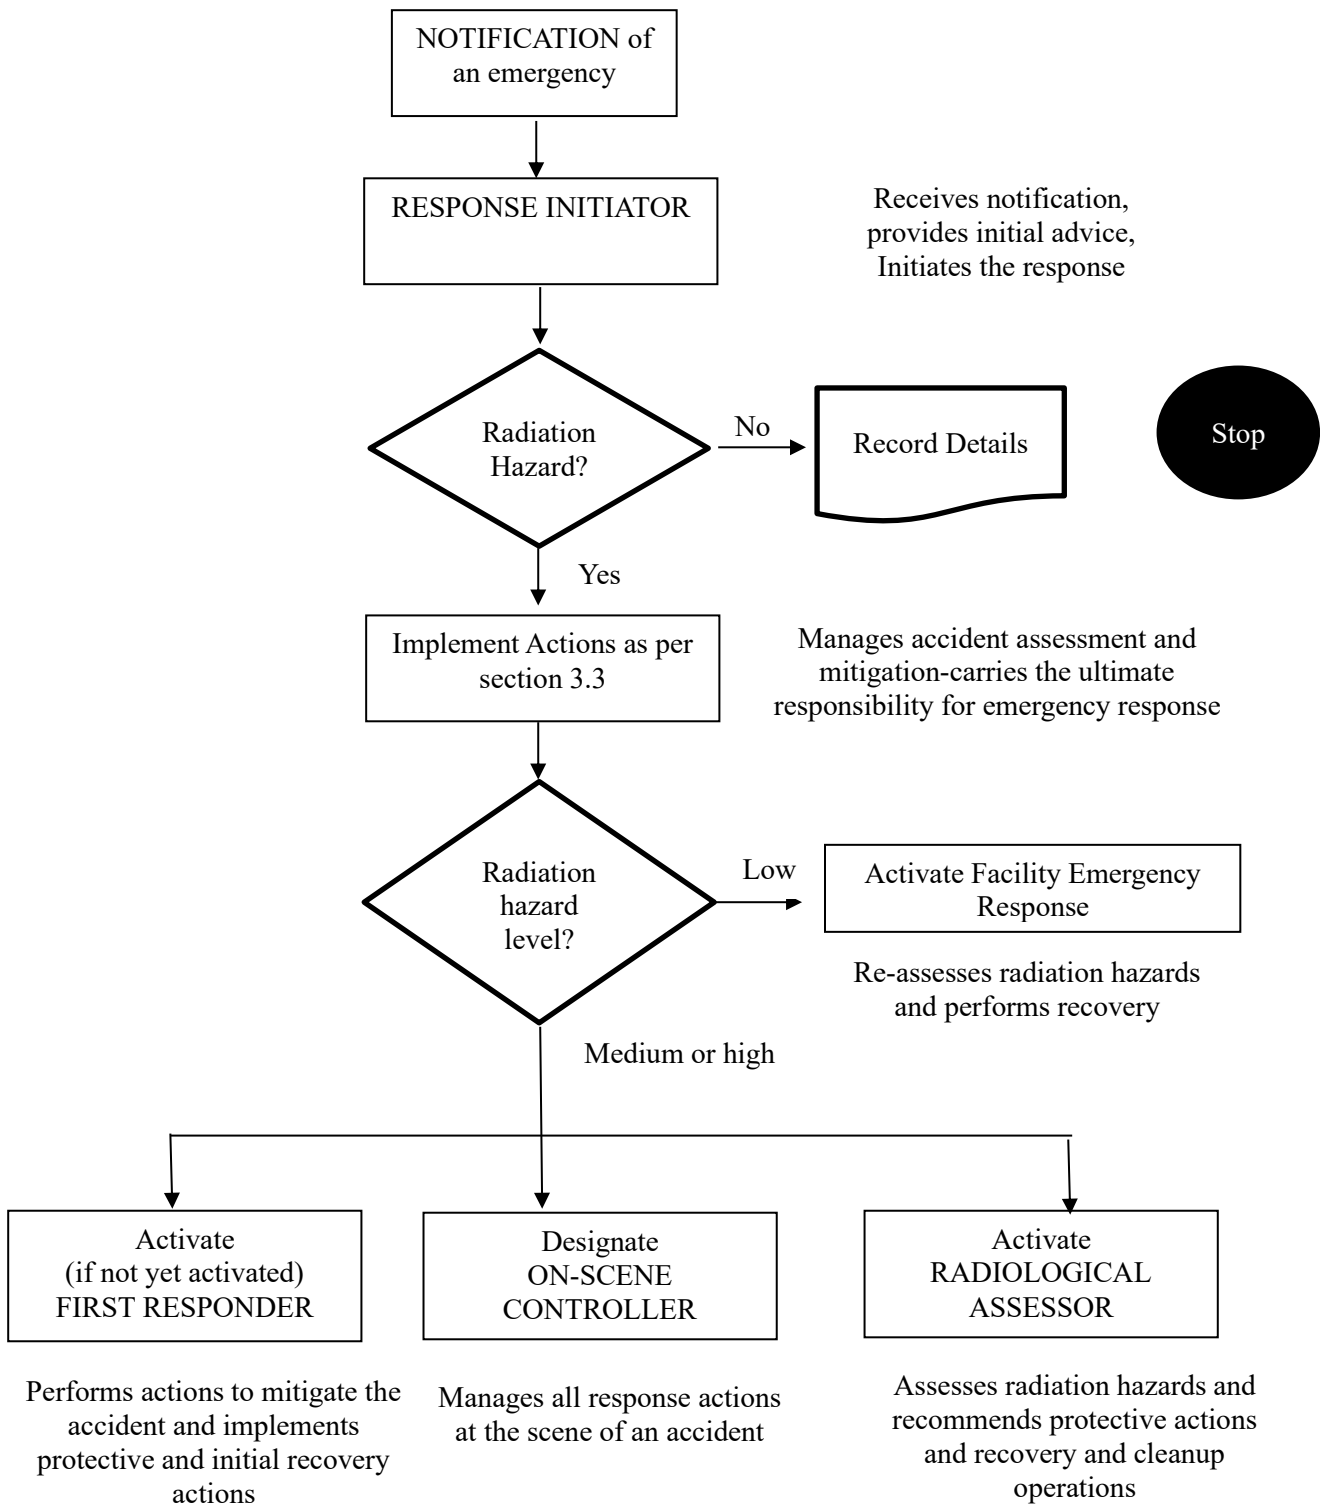 NOTIFICATION of
an emergency
RESPONSE INITIATOR
Receives notification,
provides initial advice,
Initiates the response
Radiation
Hazard?
No
Record Details
Stop
Yes
Implement Actions as per
section 3.3
Manages accident assessment and
mitigation-carries the ultimate
responsibility for emergency response
Radiation
hazard
level?
Low
Activate Facility Emergency
Response
Re-assesses radiation hazards
and performs recovery
Medium or high
Activate
(if not yet activated)
FIRST RESPONDER
Designate
ON-SCENE
CONTROLLER
Activate
RADIOLOGICAL
ASSESSOR
Performs actions to mitigate the
accident and implements
protective and initial recovery
actions
Manages all response actions
at the scene of an accident
Assesses radiation hazards and
recommends protective actions
and recovery and cleanup
operations